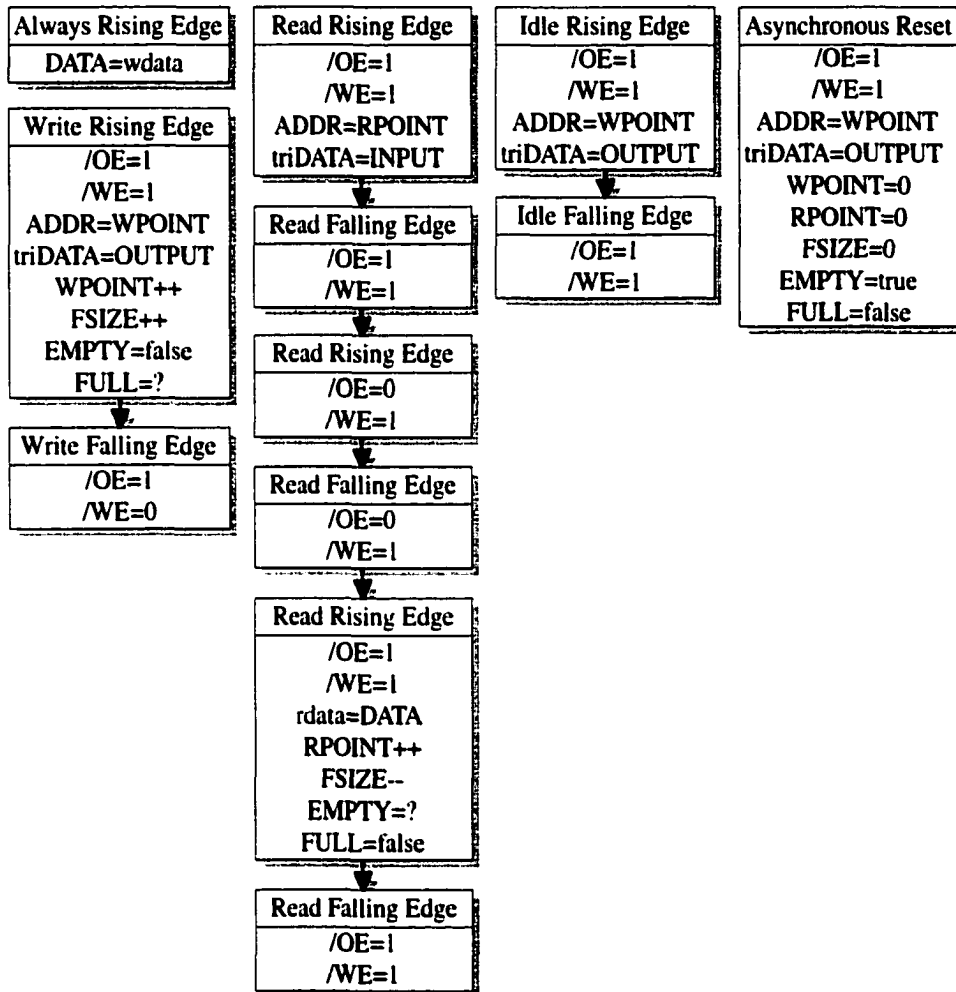 Always Rising Edge
DATA=wdata
Write Rising Edge
/OE=1
/WE=1
ADDR=WPOINT
triDATA=OUTPUT
WPOINT++
FSIZE++
EMPTY=false
FULL=?
Write Falling Edge
/OE=1
/WE=0
Read Rising Edge
/OE=1
/WE=1
ADDR=RPOINT
triDATA=INPUT
Read Falling Edge
/OE=1
/WE=1
Read Rising Edge
/OE=0
/WE=1
Read Falling Edge
/OE=0
/WE=1
Read Rising Edge
/OE=1
/WE=1
rdata=DATA
RPOINT++
FSIZE--
EMPTY=?
FULL=false
Read Falling Edge
/OE=1
/WE=1
Idle Rising Edge
/OE=1
/WE=1
ADDR=WPOINT
triDATA=OUTPUT
Idle Falling Edge
/OE=1
/WE=1
Asynchronous Reset
/OE=1
/WE=1
ADDR=WPOINT
triDATA=OUTPUT
WPOINT=0
RPOINT=0
FSIZE=0
EMPTY=true
FULL=false